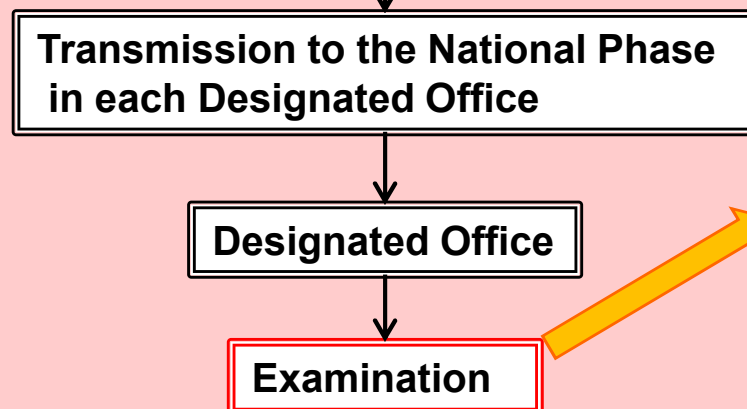 Transmission to the National Phase
in each Designated Office
Designated Office
Examination